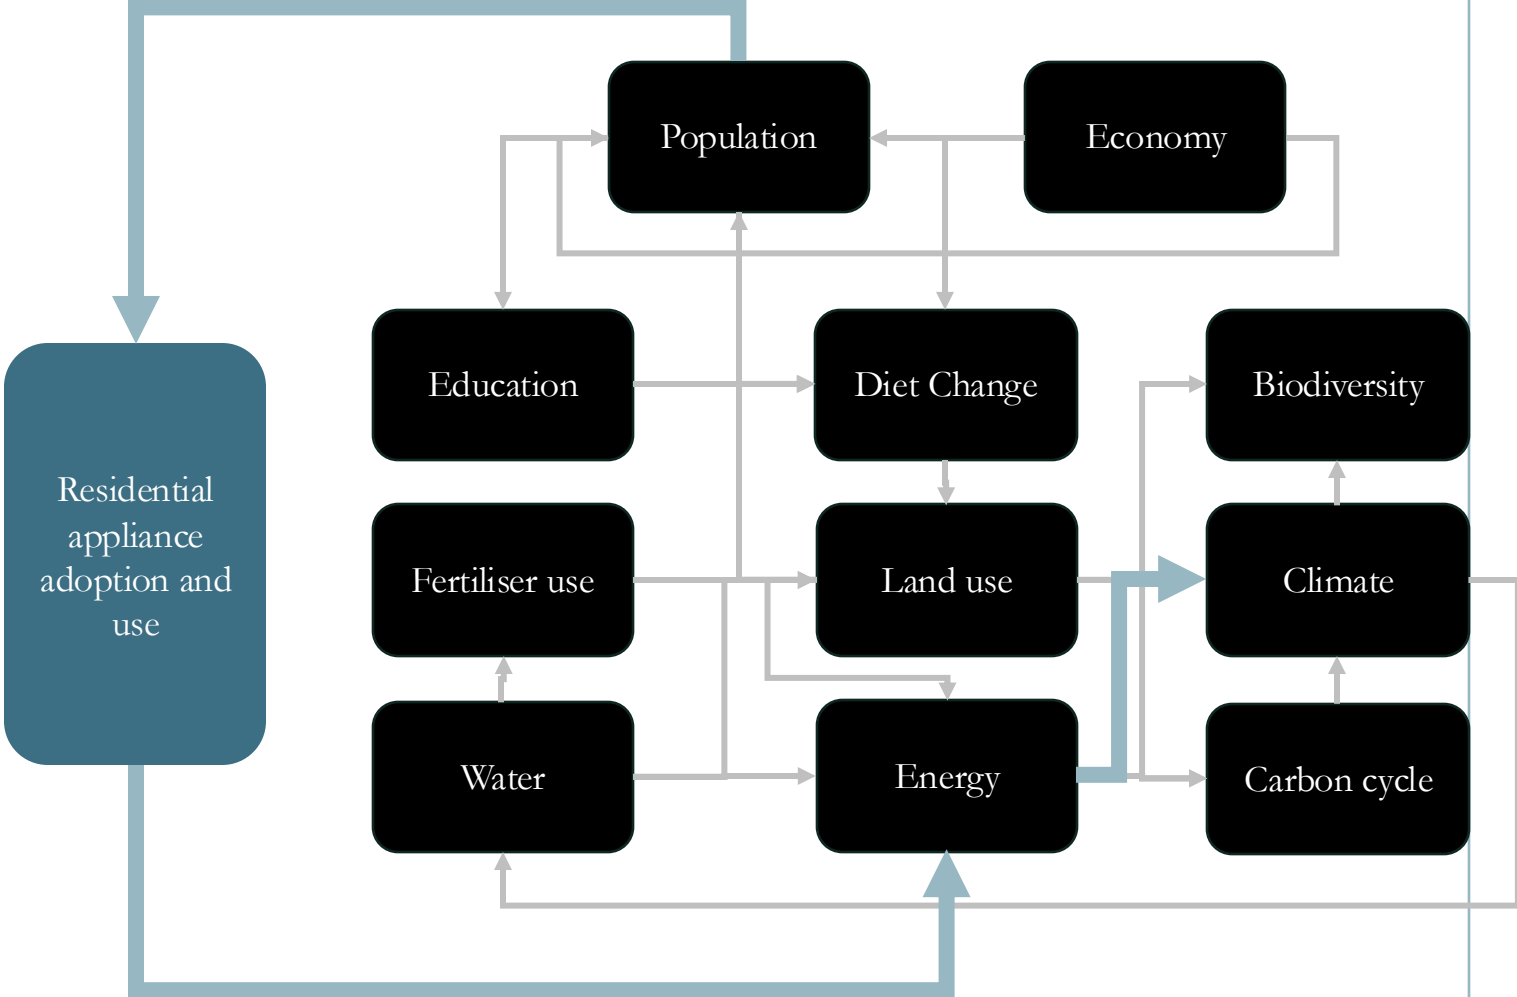 Population
Economy
Education
Diet Change
Biodiversity
Residential
appliance
adoption and
use
Fertiliser use
Land use
Climate
Water
Energy
Carbon cycle